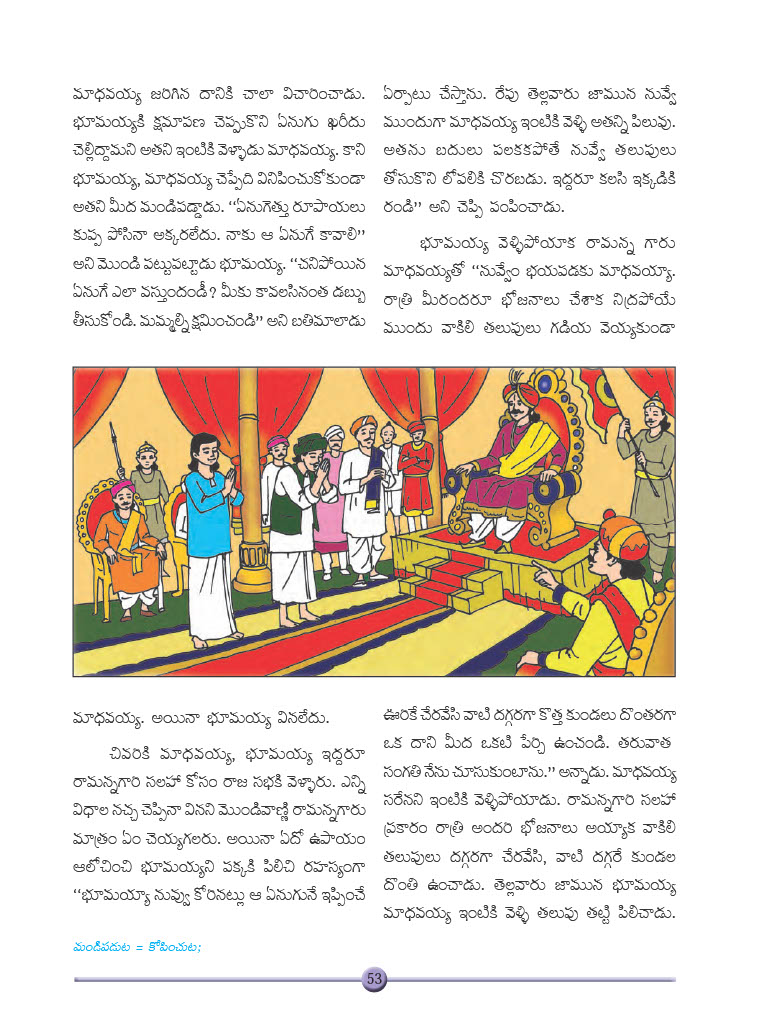 మాధవయ్య జరిగిన దానికి చాలా విచారించాడు.
భూమయ్యకి క్షమాపణ చెప్పుకొని ఏనుగు ఖరీదు
చెల్లిద్దామని అతని ఇంటికి వెళ్ళాడు మాధవయ్య. కాని
భూమయ్య, మాధవయ్య చెప్పేది వినిపించుకోకుండా
అతని మీద మండిపడ్డాడు. “ఏనుగెత్తు రూపాయలు
కుప్ప పోసినా అక్కరలేదు. నాకు ఆ ఏనుగే కావాలి”
అని మొండి పట్టుపట్టాడు భూమయ్య. “చనిపోయిన
ఏనుగే ఎలా వస్తుందండీ? మీకు కావలసినంత డబ్బు
తీసుకోండి. మమ్మల్ని క్షమించండి” అని బతిమాలాడు
మాధవయ్య. అయినా భూమయ్య వినలేదు.
చివరికి మాధవయ్య, భూమయ్య ఇద్దరూ
రామన్నగారి సలహా కోసం రాజ సభకి వెళ్ళారు. ఎన్ని
విధాల నచ్చ చెప్పినా వినని మొండివాణ్ణి రామన్నగారు
మాత్రం ఏం చెయ్యగలరు. అయినా ఏదో ఉపాయం
ఆలోచించి భూమయ్యని పక్కకి పిలిచి రహస్యంగా
“భూమయ్యా నువ్వు కోరినట్లు ఆ ఏనుగునే ఇప్పించే
ఏర్పాటు చేస్తాను. రేపు తెల్లవారు జామున నువ్వే
ముందుగా మాధవయ్య ఇంటికి వెళ్ళి అతన్ని పిలువు.
అతను బదులు పలకకపోతే నువ్వే తలుపులు
తోసుకొని లోపలికి చొరబడు. ఇద్దరూ కలసి ఇక్కడికి
రండి” అని చెప్పి పంపించాడు.
భూమయ్య వెళ్ళిపోయాక రామన్న గారు
మాధవయ్యతో “నువ్వేం భయపడకు మాధవయ్యా.
రాత్రి మీరందరూ భోజనాలు చేశాక నిద్రపోయే
ముందు వాకిలి తలుపులు గడియ వెయ్యకుండా
ఊరికే చేరవేసి వాటి దగ్గరగా కొత్త కుండలు దొంతరగా
ఒక దాని మీద ఒకటి పేర్చి ఉంచండి. తరువాత
సంగతి నేను చూసుకుంటాను.” అన్నాడు. మాధవయ్య
సరేనని ఇంటికి వెళ్ళిపోయాడు. రామన్నగారి సలహా
ప్రకారం రాత్రి అందరి భోజనాలు అయ్యాక వాకిలి
తలుపులు దగ్గరగా చేరవేసి, వాటి దగ్గరే కుండల
దొంతి ఉంచాడు. తెల్లవారు జామున భూమయ్య
మాధవయ్య ఇంటికి వెళ్ళి తలుపు తట్టి పిలిచాడు.
మండిపడుట = కోపించుట;
53